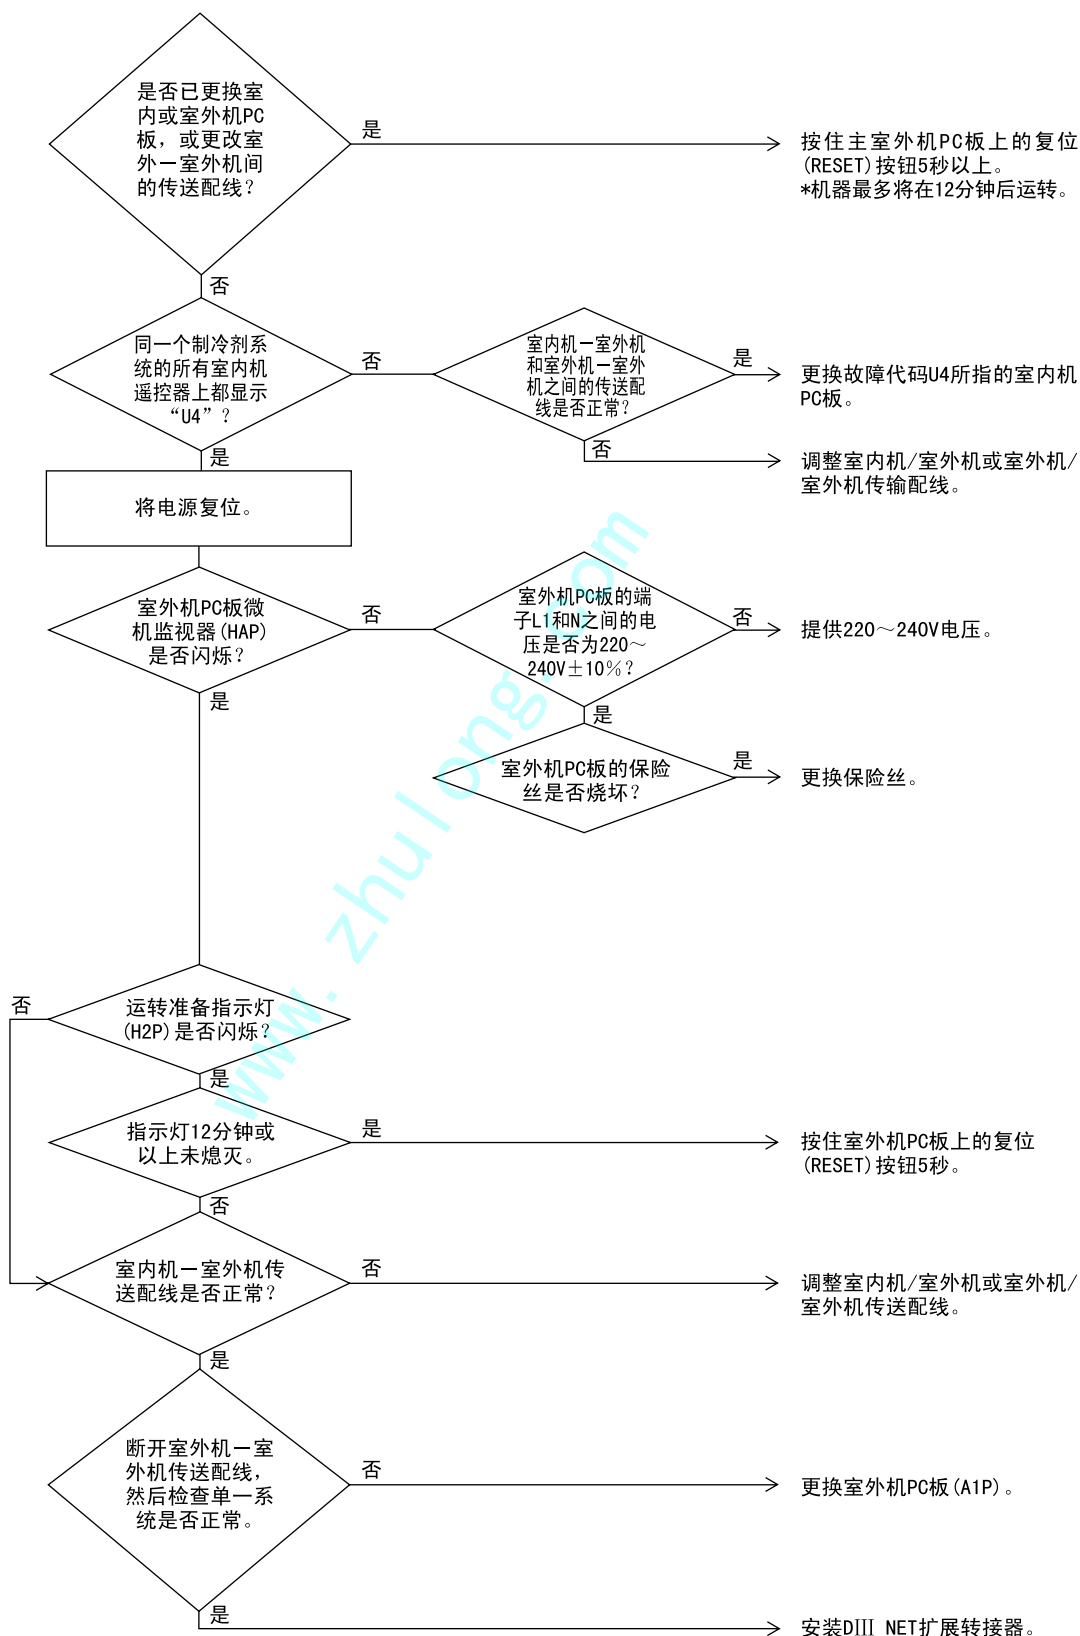 是否已更换室
内或室外机PC
板，或更改室
外－室外机间
的传送配线？
是
按住主室外机PC板上的复位
(RESET)按钮5秒以上。
*机器最多将在12分钟后运转。
否
同一个制冷剂系
统的所有室内机
遥控器上都显示
“U4”？
否
室内机－室外机
和室外机－室外
机之间的传送配
线是否正常？
是
更换故障代码U4所指的室内机
PC板。
否
调整室内机/室外机或室外机/
室外机传输配线。
是
将电源复位。
室外机PC板微
机监视器(HAP)
是否闪烁？
否
室外机PC板的端
子L1和N之间的电
压是否为220～
240V±10％？
否
提供220～240V电压。
是
是
室外机PC板的保险
丝是否烧坏？
是
更换保险丝。
运转准备指示灯
(H2P)是否闪烁？
否
是
指示灯12分钟或
以上未熄灭。
是
按住室外机PC板上的复位
(RESET)按钮5秒。
否
室内机－室外机传
送配线是否正常？
否
调整室内机/室外机或室外机/
室外机传送配线。
是
断开室外机－室
外机传送配线，
然后检查单一系
统是否正常。
否
更换室外机PC板(A1P)。
是
安装DIII NET扩展转接器。
www.zhulong.com